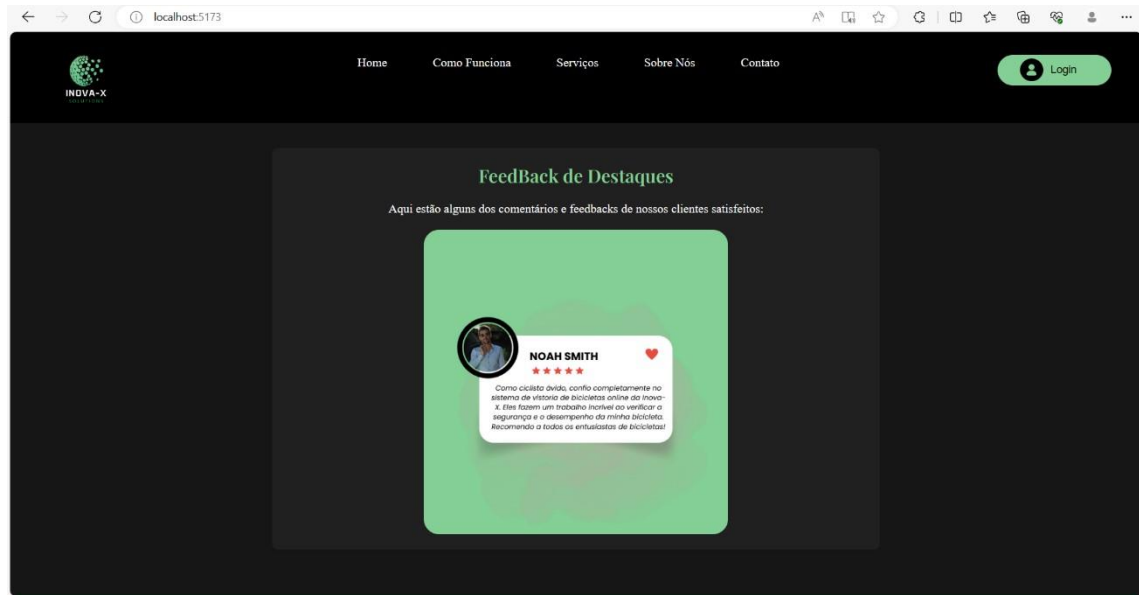 localhost:5173
INOVA-X
SOLUTIONS
Home Como Funciona Serviços Sobre Nós Contato
Login
FeedBack de Destaques
Aqui estão alguns dos comentários e feedbacks de nossos clientes satisfeitos:
NOAH SMITH
Como ciclista ávido, confio completamente no
sistema de vistoria de bicicletas online da Inova-
X. Eles fazem um trabalho incrível ao verificar a
segurança e o desempenho da minha bicicleta.
Recomendo a todos os entusiastas de bicicletas!